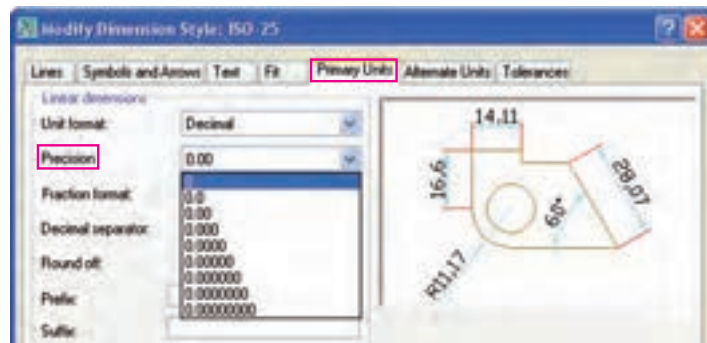 Modify Dimension Style: ISO-25
Lines Symbols and Arrows Text Fit Primary Units Alternate Units Tolerances
Linear dimensions
Unit format: Decimal
Precision 0.00
0
Fraction format: 0.0
0.00
Decimal separator: 0.000
0.0000
Round off: 0.00000
0.000000
Prefix: 0.0000000
0.00000000
Suffix:
14,11
16,6
28,07
60°
R11,17